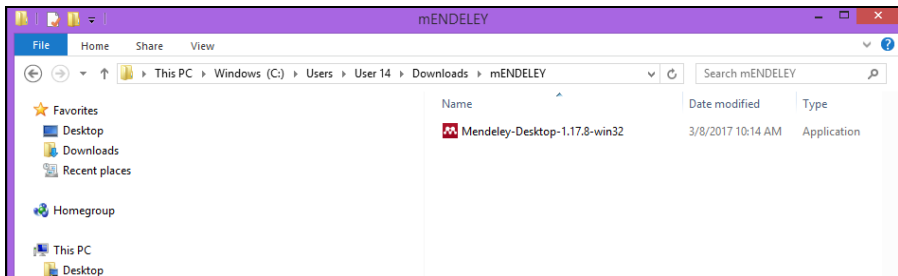 mENDELEY
File Home Share View
This PC Windows (C:) Users User 14 Downloads mENDELEY Search mENDELEY
Name Date modified Type
Favorites
Desktop
Downloads
Recent places
Mendeley-Desktop-1.17.8-win32 3/8/2017 10:14 AM Application
Homegroup
This PC
Desktop